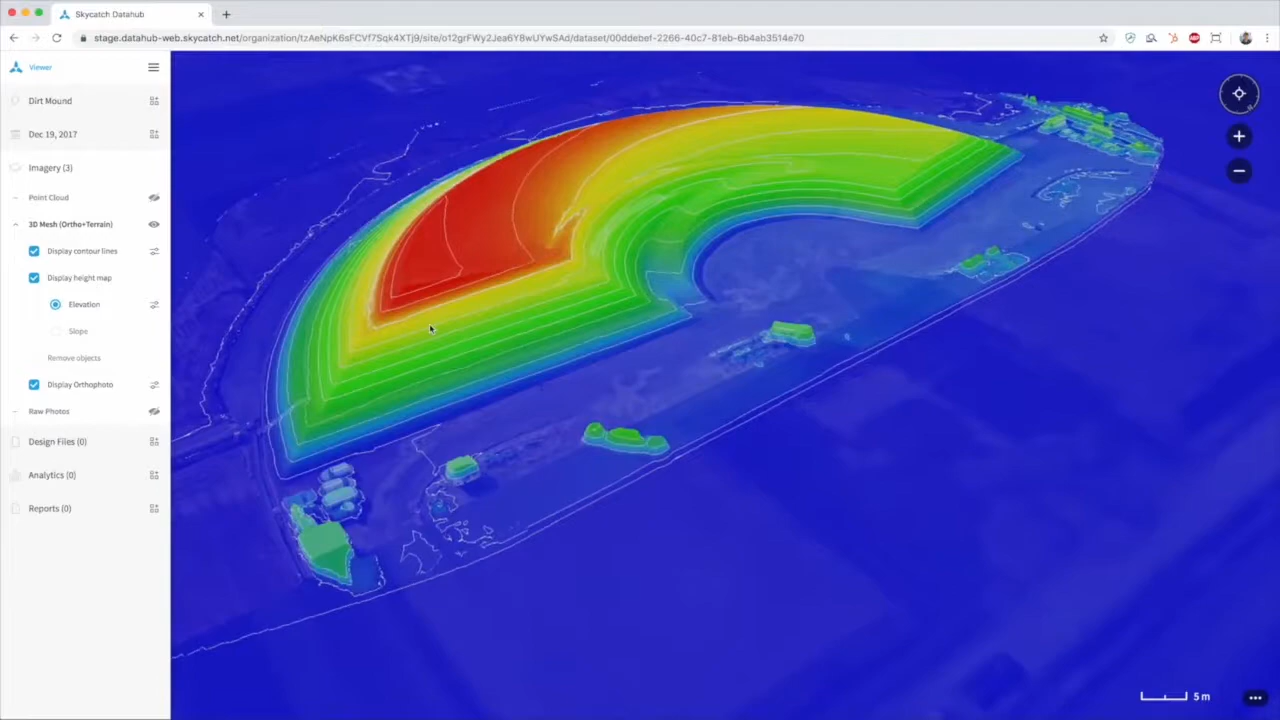 Skycatch Datahub
stage.datahub-web.skycatch.net/organization/tzAeNpK6sFCVf7Sqk4XTj9/site/o12grFWy2Jea6Y8wUYwSAd/dataset/00ddebef-2266-40c7-81eb-6b4ab3514e70
Viewer
Dirt Mound
Dec 19, 2017
Imagery (3)
Point Cloud
3D Mesh (Ortho+Terrain)
Display contour lines
Display height map
Elevation
Slope
Remove objects
Display Orthophoto
Raw Photos
Design Files (0)
Analytics (0)
Reports (0)
5 m